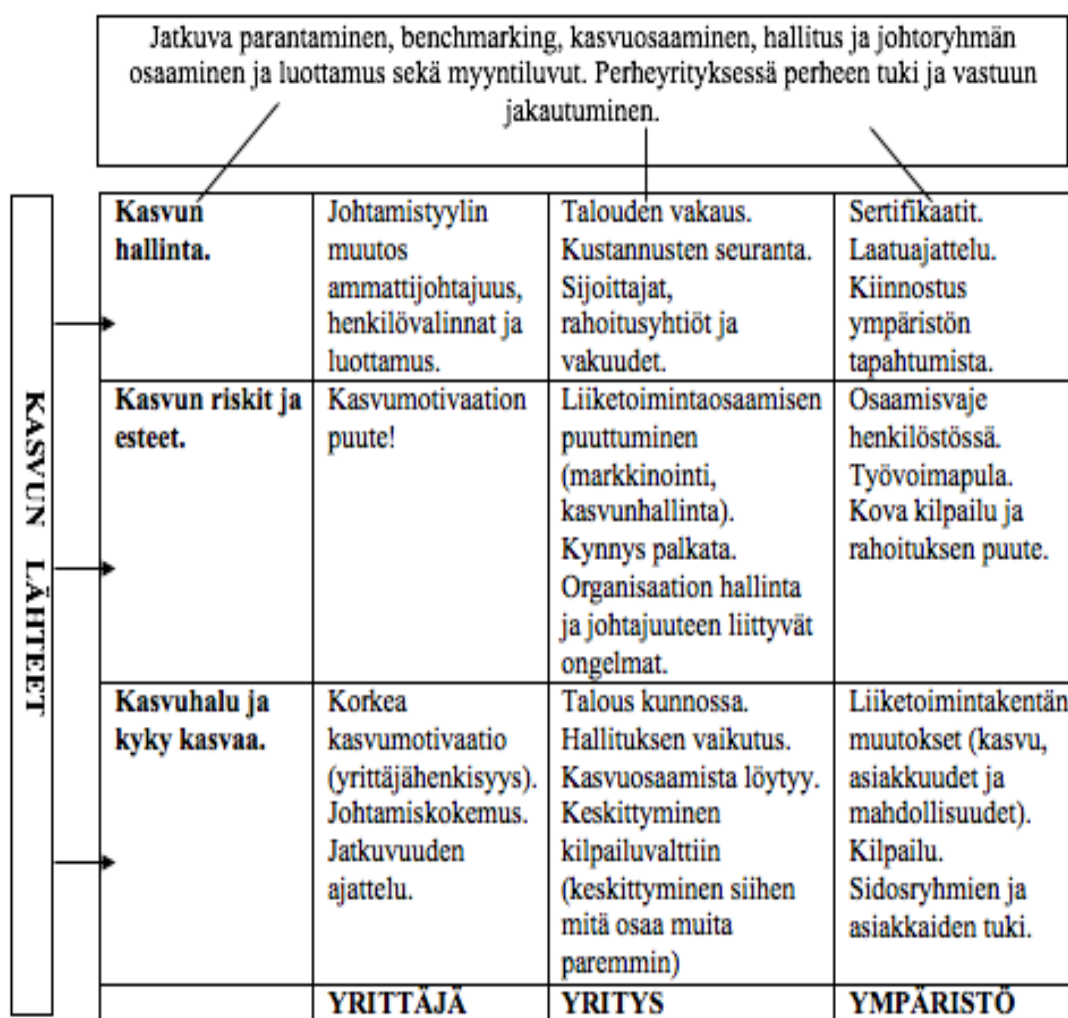 Jatkuva parantaminen, benchmarking, kasvuosaaminen, hallitus ja johtoryhmän
osaaminen ja luottamus sekä myyntiluvut. Perheyrityksessä perheen tuki ja vastuun
jakautuminen.
KASVUN LÄHTEET
Kasvun
hallinta.
Johtamistyylin
muutos
ammattijohtajuus,
henkilövalinnat ja
luottamus.
Talouden vakaus.
Kustannusten seuranta.
Sijoittajat,
rahoitusyhtiöt ja
vakuudet.
Sertifikaatit.
Laatuajattelu.
Kiinnostus
ympäristön
tapahtumista.
Kasvun riskit ja
esteet.
Kasvumotivaation
puute!
Liiketoimintaosaamisen
puuttuminen
(markkinointi,
kasvunhallinta).
Kynnys palkata.
Organisaation hallinta
ja johtajuuteen liittyvät
ongelmat.
Osaamisvaje
henkilöstössä.
Työvoimapula.
Kova kilpailu ja
rahoituksen puute.
Kasvuhalu ja
kyky kasvaa.
Korkea
kasvumotivaatio
(yrittäjähenkisyys).
Johtamiskokemus.
Jatkuvuuden
ajattelu.
Talous kunnossa.
Hallituksen vaikutus.
Kasvuosaamista löytyy.
Keskittyminen
kilpailuvalttiin
(keskittyminen siihen
mitä osaa muita
paremmin)
Liiketoimintakentän
muutokset (kasvu,
asiakkuudet ja
mahdollisuudet).
Kilpailu.
Sidosryhmien ja
asiakkaiden tuki.
YRITTÄJÄ
YRITYS
YMPÄRISTÖ